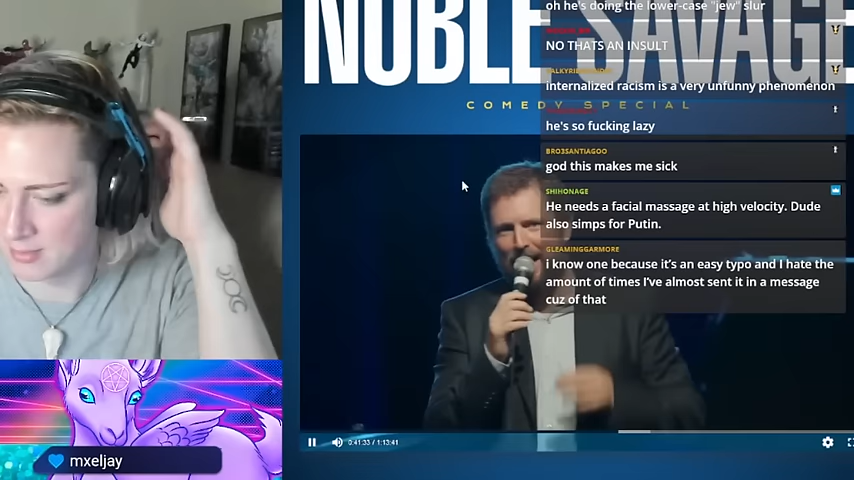 oh he's doing the lower-case "jew" slur
NOBLE SAVAGE
NO THATS AN INSULT
COMEDY SPECIAL
internalized racism is a very unfunny phenomenon
he's so fucking lazy
BRO3SANTIAGOO
god this makes me sick
SHIHONAGE
He needs a facial massage at high velocity. Dude
also simps for Putin.
GLEAMINGGARMORE
i know one because it's an easy typo and I hate the
amount of times I've almost sent it in a message
cuz of that
0:41:33 / 1:13:41
mxeljay